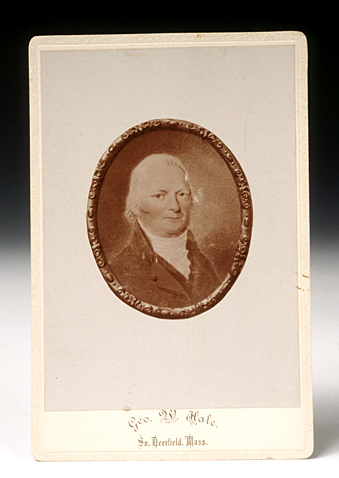 Geo. W. Hale,
So. Deerfield, Mass.